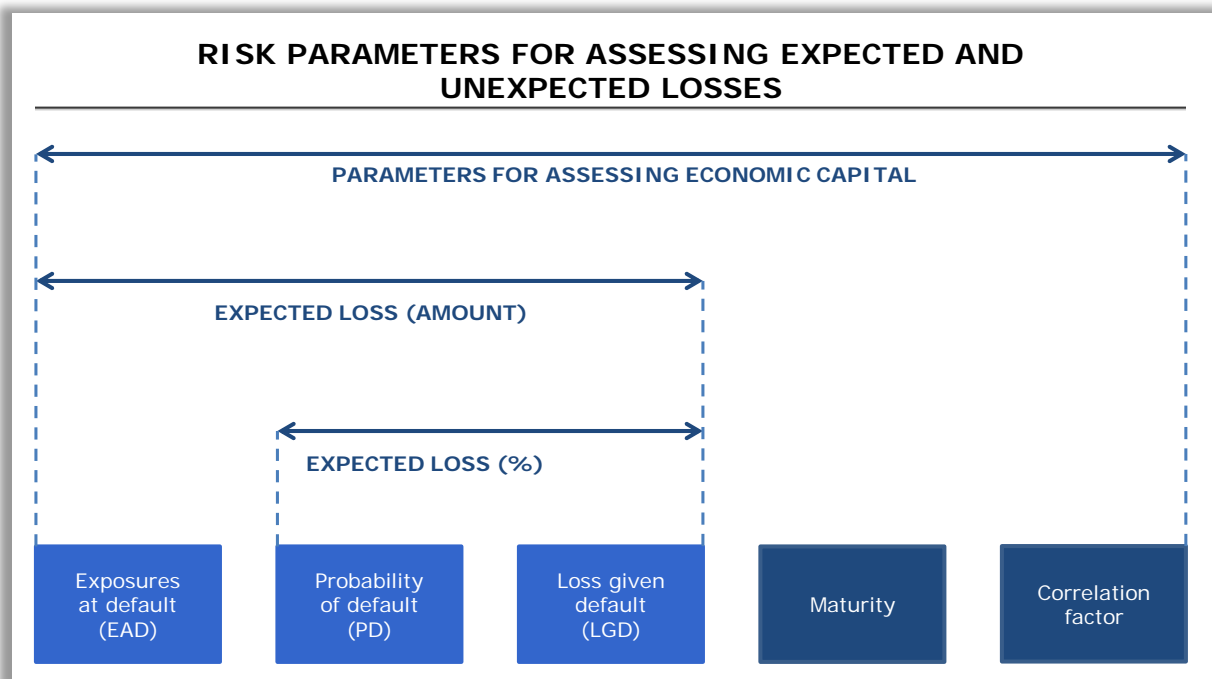 RISK PARAMETERS FOR ASSESSING EXPECTED AND
UNEXPECTED LOSSES
PARAMETERS FOR ASSESSING ECONOMIC CAPITAL
EXPECTED LOSS (AMOUNT)
EXPECTED LOSS (%)
Exposures
at default
(EAD)
Probability
of default
(PD)
Loss given
default
(LGD)
Maturity
Correlation
factor